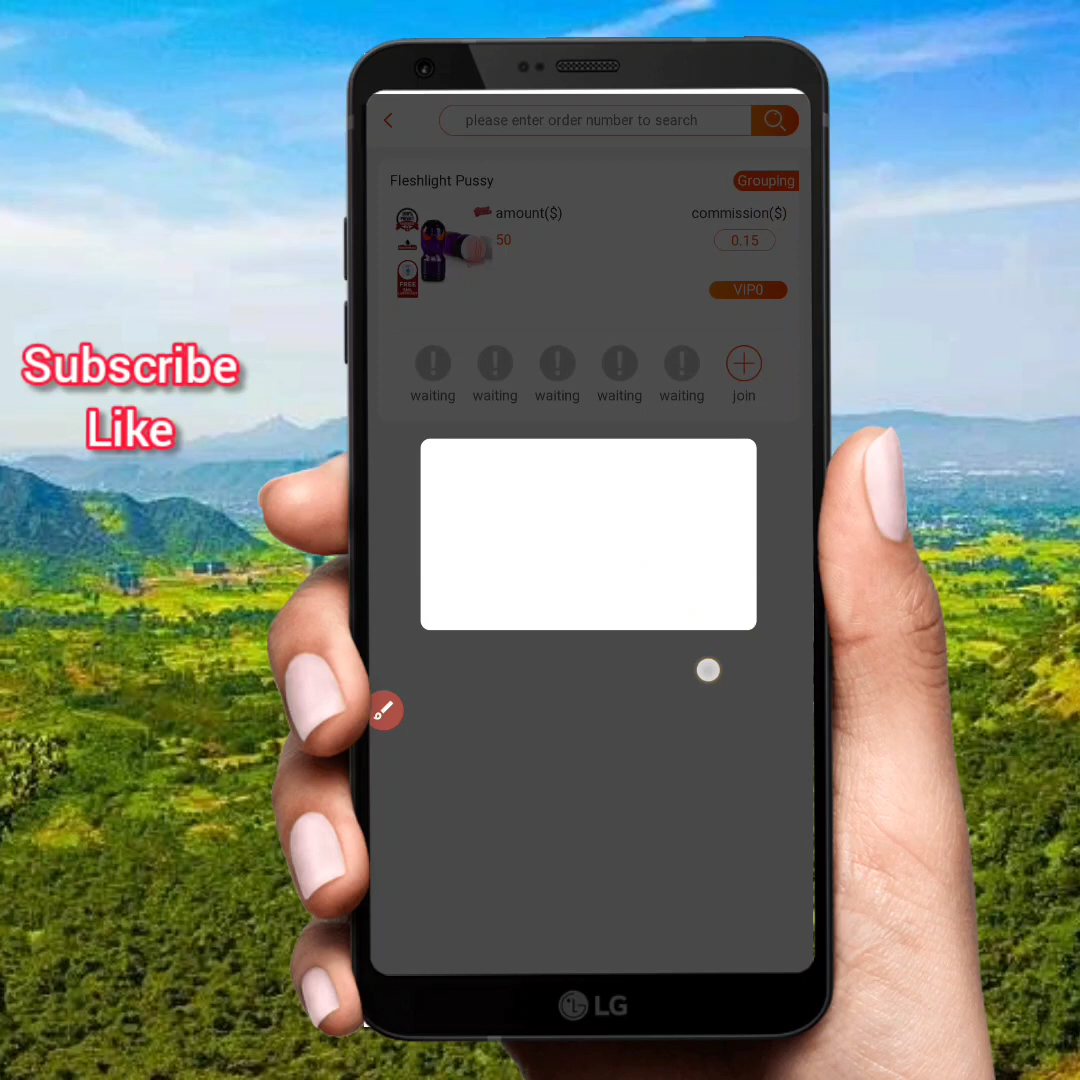 please enter order number to search
Fleshlight Pussy
Grouping
amount($)
commission($)
50
0.15
FREE
VIP0
waiting
waiting
waiting
waiting
waiting
join
Subscribe
Like
LG